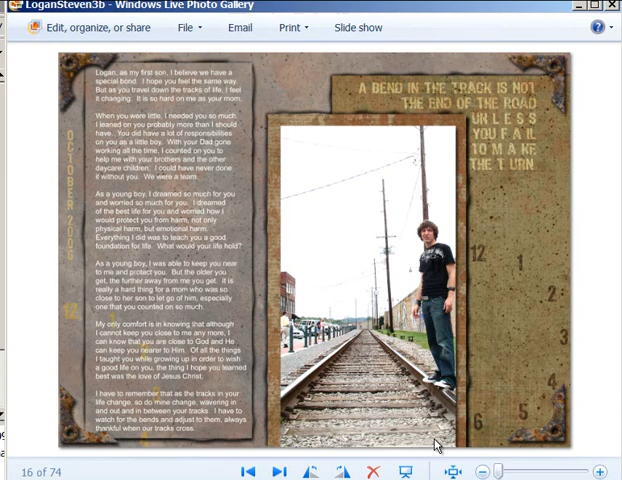 LoganSteven3b - Windows Live Photo Gallery
Edit, organize, or share
File
Email
Print
Slide show
?
Logan, as my first son, I believe we have a
special bond. I hope you feel the same way.
But as you travel down the tracks of life, I feel
it changing. It is so hard on me as your mom.
When you were little, I needed you so much.
I leaned on you probably more than I should
have. You did have a lot of responsibilities
on you as a little boy. With your Dad gone
working all the time, I counted on you to
help me with your brothers and the other
daycare children. I could have never done
it without you. We were a team.
As a young boy, I dreamed so much for you
and worried so much for you. I dreamed
of the best life for you and worried how I
would protect you from harm, not only
physical harm, but emotional harm.
Everything I did was to teach you a good
foundation for life. What would your life hold?
As a young boy, I was able to keep you near
to me and protect you. But the older you
get, the further away from me you get. It is
really a hard thing for a mom who was so
close to her son to let go of him, especially
one that you counted on so much.
My only comfort is in knowing that although
I cannot keep you close to me any more, I
can know that you are close to God and He
can keep you nearer to Him. Of all the things
I taught you while growing up in order to wish
a good life on you, the thing I hope you learned
best was the love of Jesus Christ.
I have to remember that as the tracks in your
life change, so do mine change, wavering in
and out and in between your tracks. I have to
watch for the bends and adjust to them, always
thankful when our tracks cross.
OCTOBER 2006
12
A BEND IN THE TRACK IS NOT
THE END OF THE ROAD
UNLESS
YOU FAIL
TO MAKE
THE TURN.
12
1
2
3
4
5
6
16 of 74